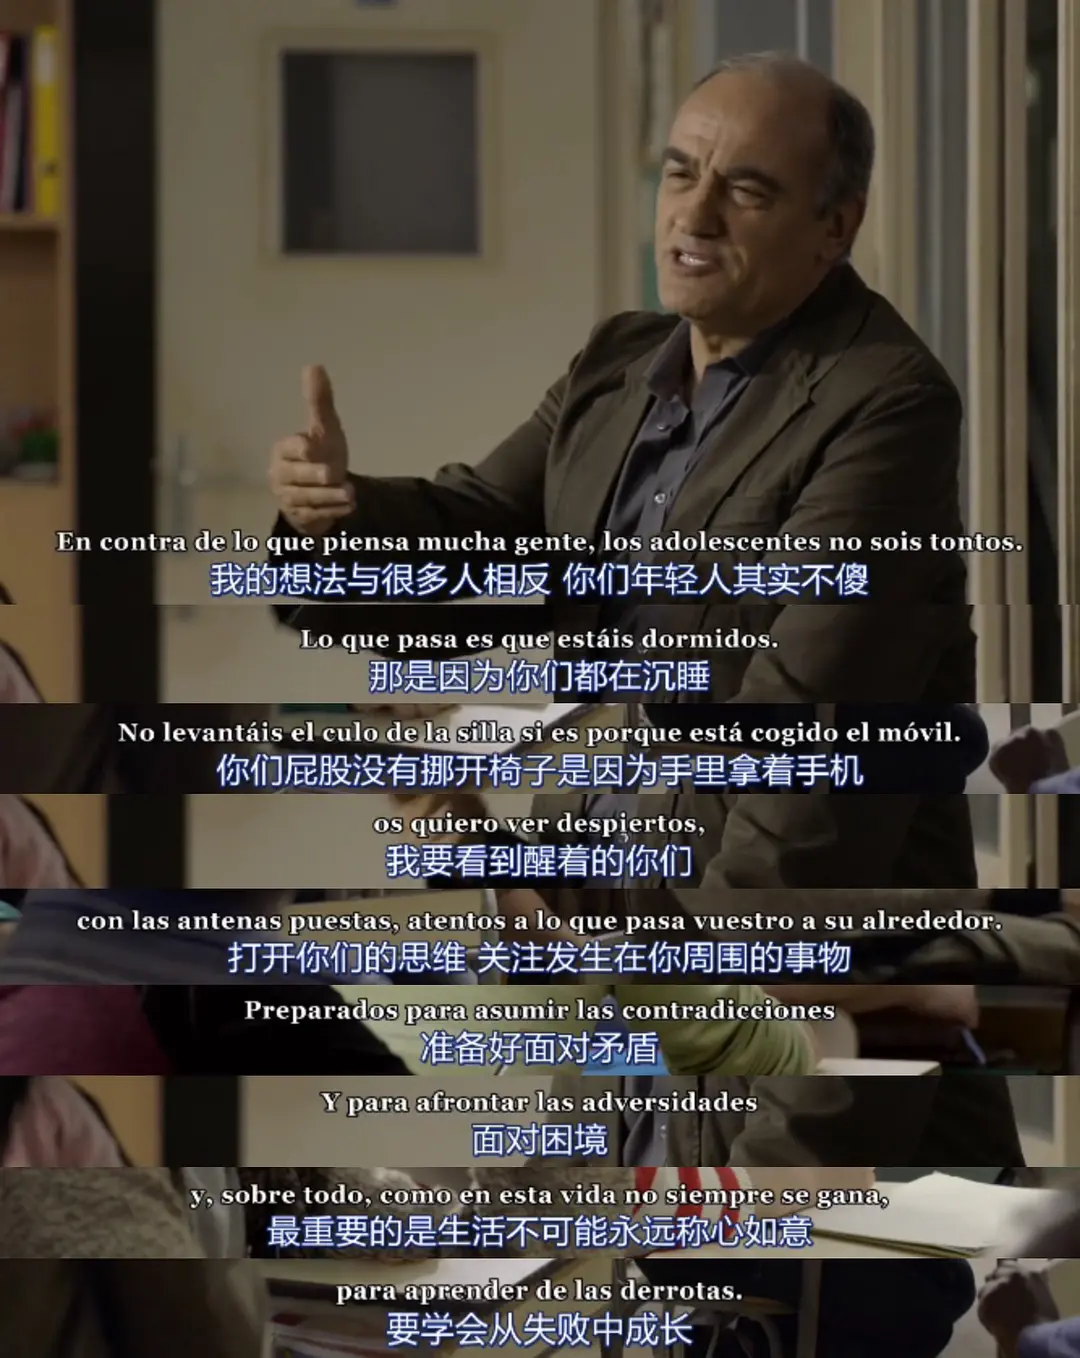 En contra de lo que piensa mucha gente, los adolescentes no sois tontos.
我的想法与很多人相反 你们年轻人其实不傻
Lo que pasa es que estáis dormidos.
那是因为你们都在沉睡
No levantáis el culo de la silla si es porque está cogido el móvil.
你们屁股没有挪开椅子是因为手里拿着手机
os quiero ver despiertos,
我要看到醒着的你们
con las antenas puestas, atentos a lo que pasa vuestro a su alrededor.
打开你们的思维 关注发生在你周围的事物
Preparados para asumir las contradicciones
准备好面对矛盾
Y para afrontar las adversidades
面对困境
y, sobre todo, como en esta vida no siempre se gana,
最重要的是生活不可能永远称心如意
para aprender de las derrotas.
要学会从失败中成长